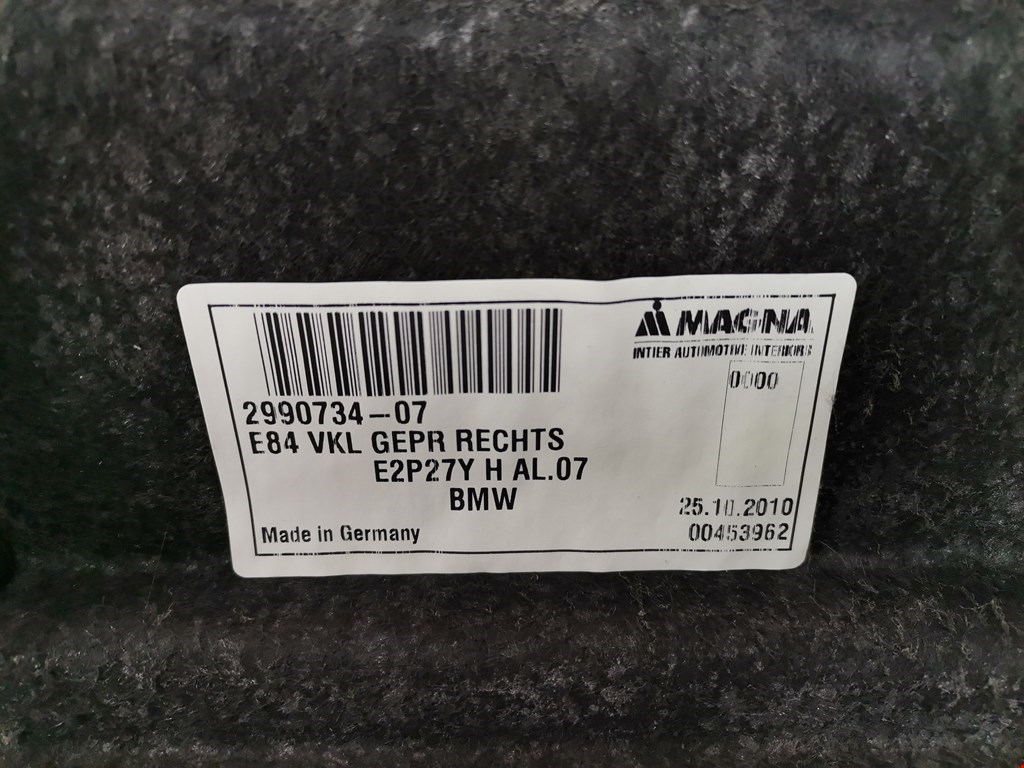 MAGNA
INTIER AUTOMOTIVE INTERIORS
0000
2990734-07
E84 VKL GEPR RECHTS
E2P27Y H AL.07
BMW
25.10.2010
Made in Germany
00453962